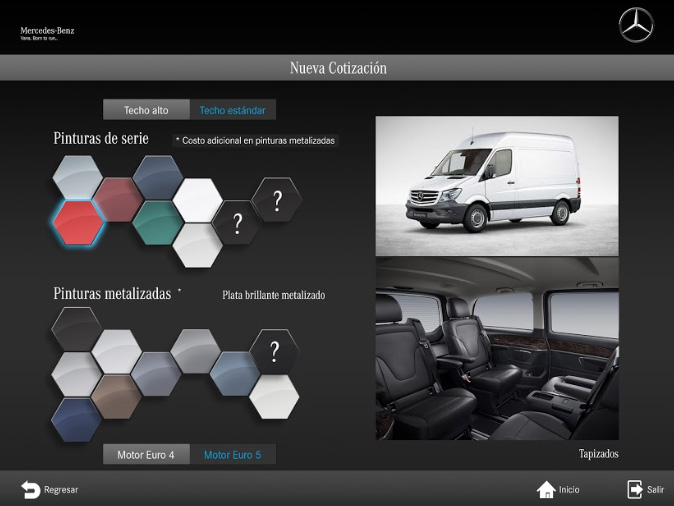 Mercedes-Benz
Vans. Born to run.
Nueva Cotización
Techo alto
Techo estándar
Pinturas de serie
* Costo adicional en pinturas metalizadas
?
?
Pinturas metalizadas *
Plata brillante metalizado
?
Motor Euro 4
Motor Euro 5
Tapizados
Regresar
Inicio
Salir